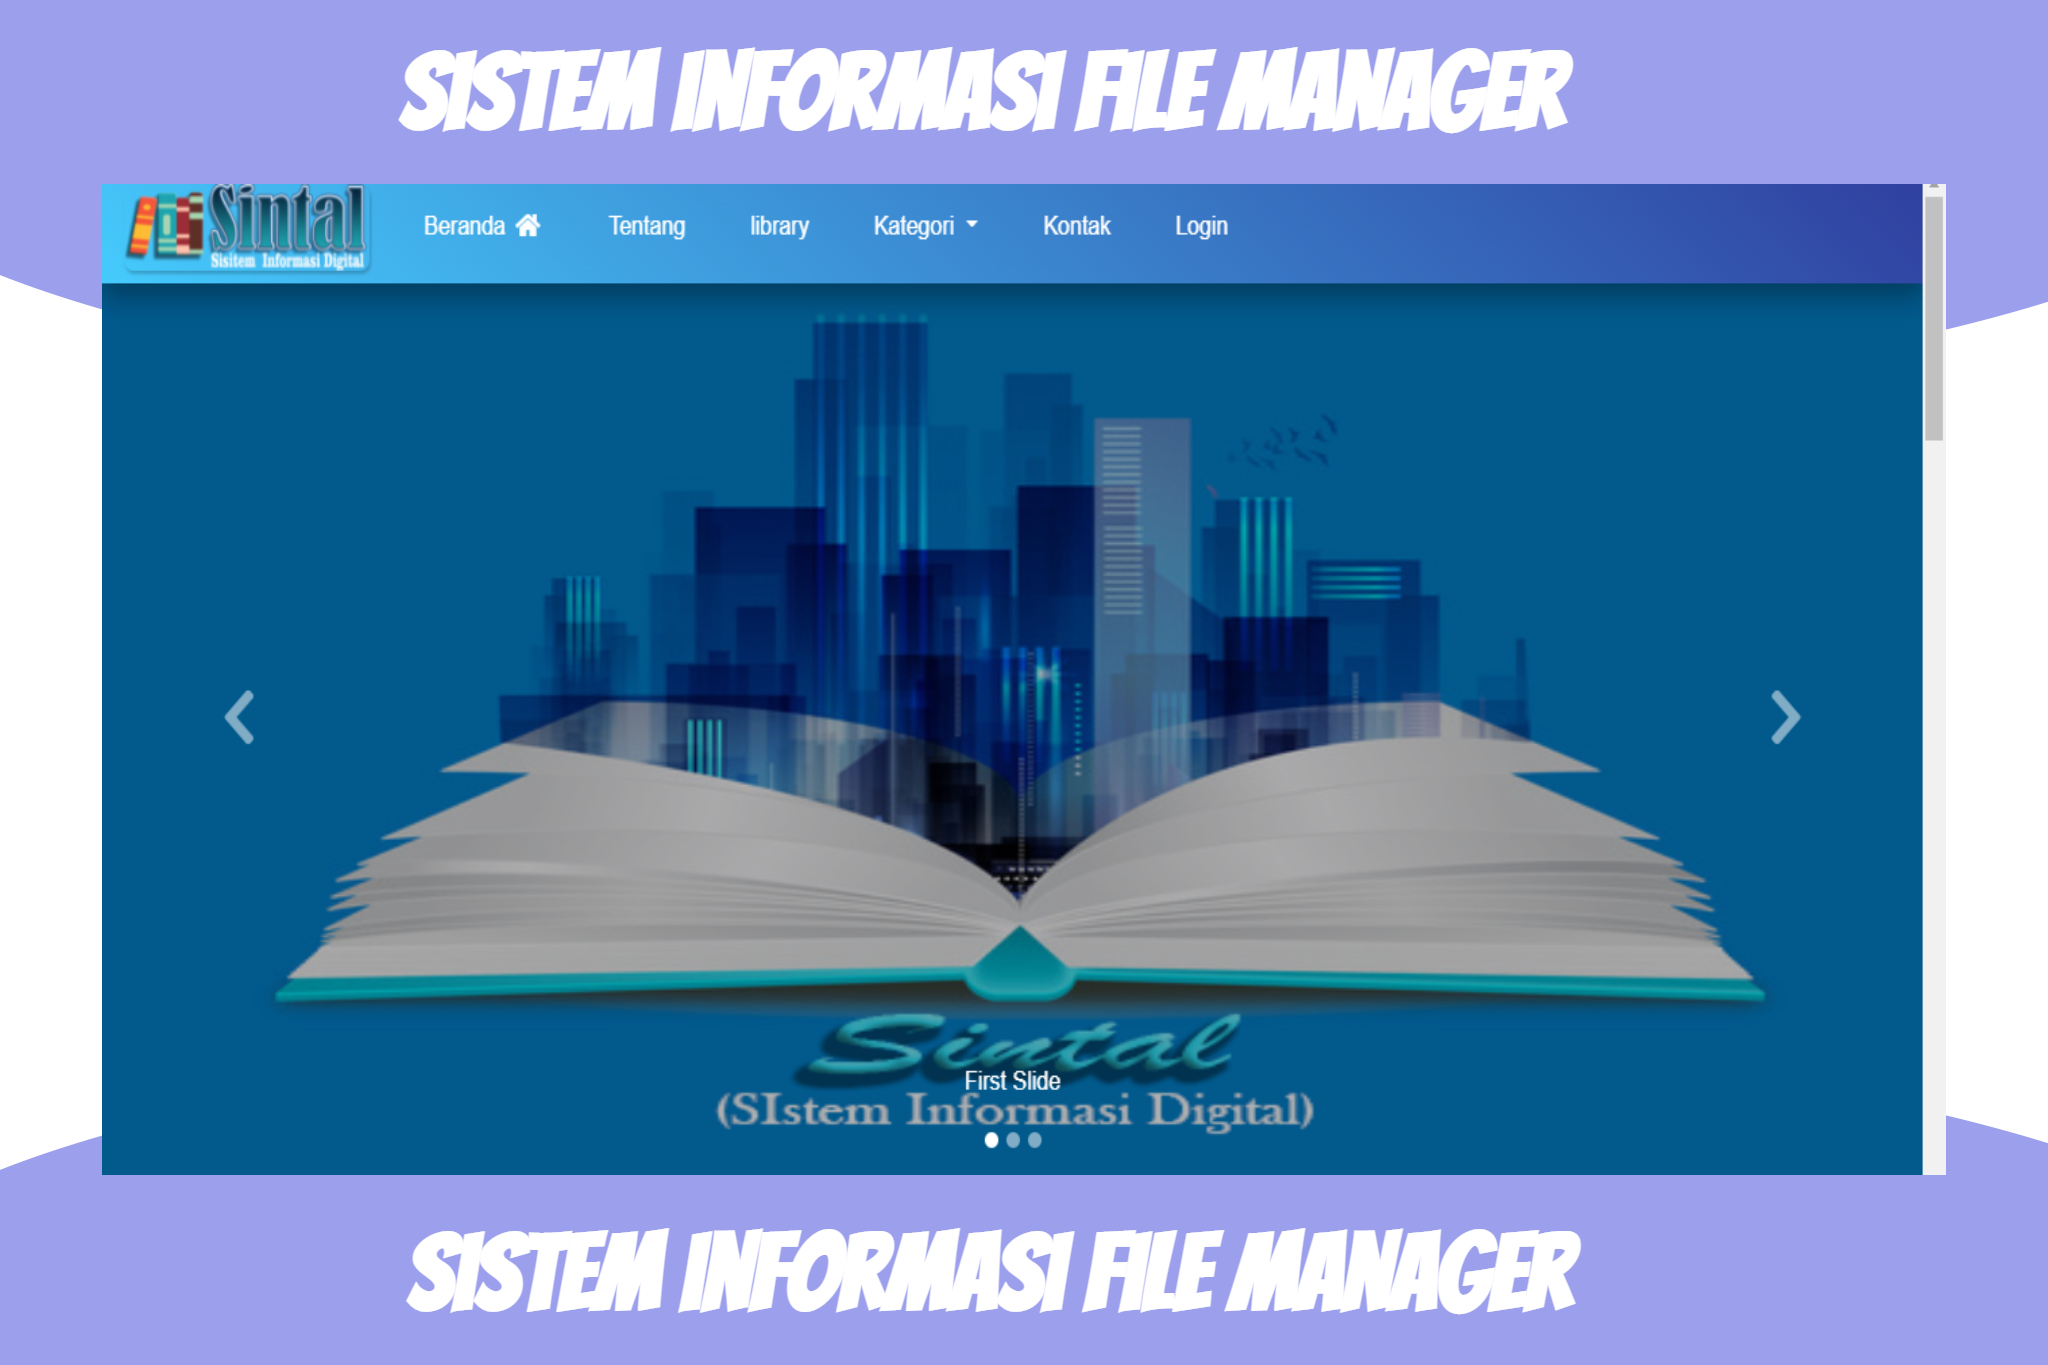 SISTEM INFORMASI FILE MANAGER
Sintal
Sisitem Informasi Digital
Beranda Tentang library Kategori Kontak Login
Sintal
First Slide
(SIstem Informasi Digital)
SISTEM INFORMASI FILE MANAGER